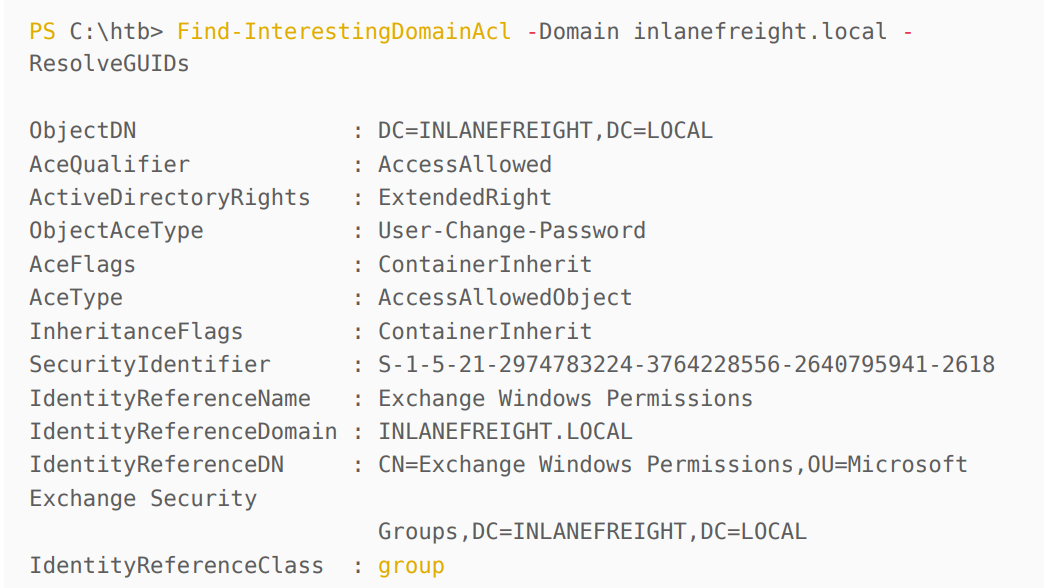 PS C:\htb> Find-InterestingDomainAcl -Domain inlanefreight.local -
ResolveGUIDs
ObjectDN : DC=INLANEFREIGHT,DC=LOCAL
AceQualifier : AccessAllowed
ActiveDirectoryRights : ExtendedRight
ObjectAceType : User-Change-Password
AceFlags : ContainerInherit
AceType : AccessAllowedObject
InheritanceFlags : ContainerInherit
SecurityIdentifier : S-1-5-21-2974783224-3764228556-2640795941-2618
IdentityReferenceName : Exchange Windows Permissions
IdentityReferenceDomain : INLANEFREIGHT.LOCAL
IdentityReferenceDN : CN=Exchange Windows Permissions,OU=Microsoft
Exchange Security
Groups,DC=INLANEFREIGHT,DC=LOCAL
IdentityReferenceClass : group